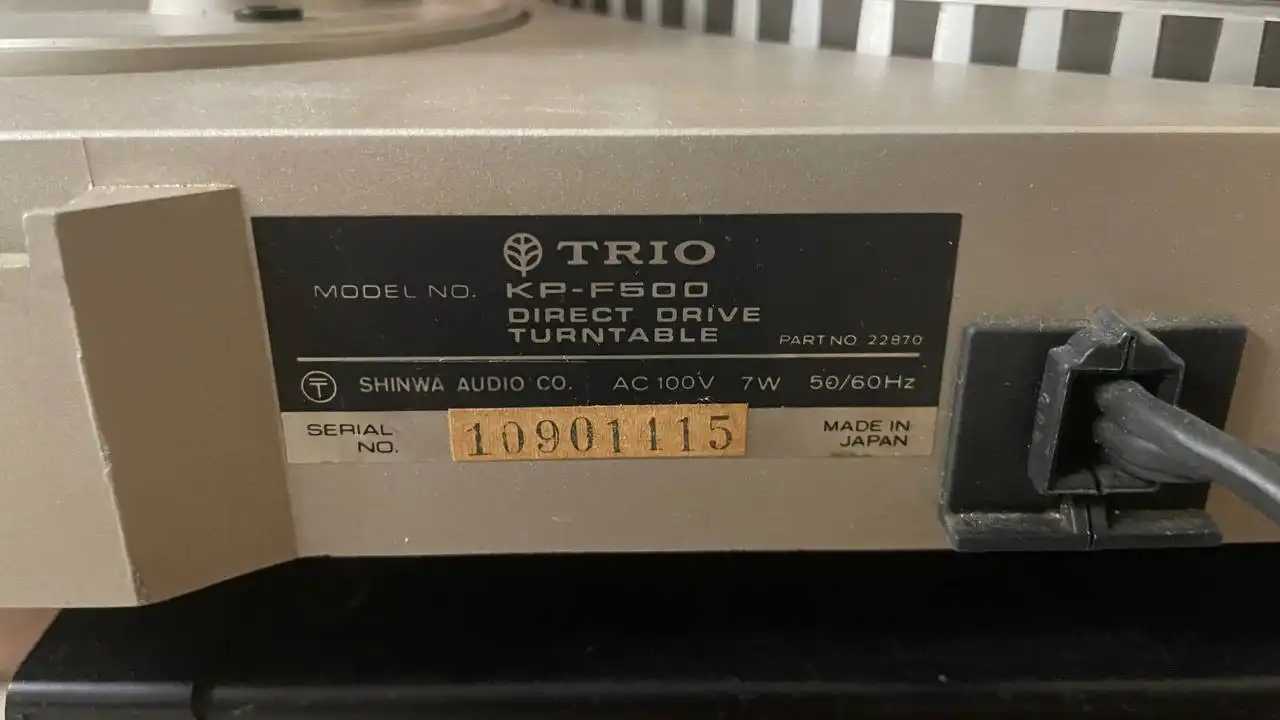 TRIO
MODEL NO. KP-F500
DIRECT DRIVE
TURNTABLE
PART NO 22870
〒 SHINWA AUDIO CO. AC 100V 7W 50/60Hz
SERIAL NO. 10901415
MADE IN
JAPAN